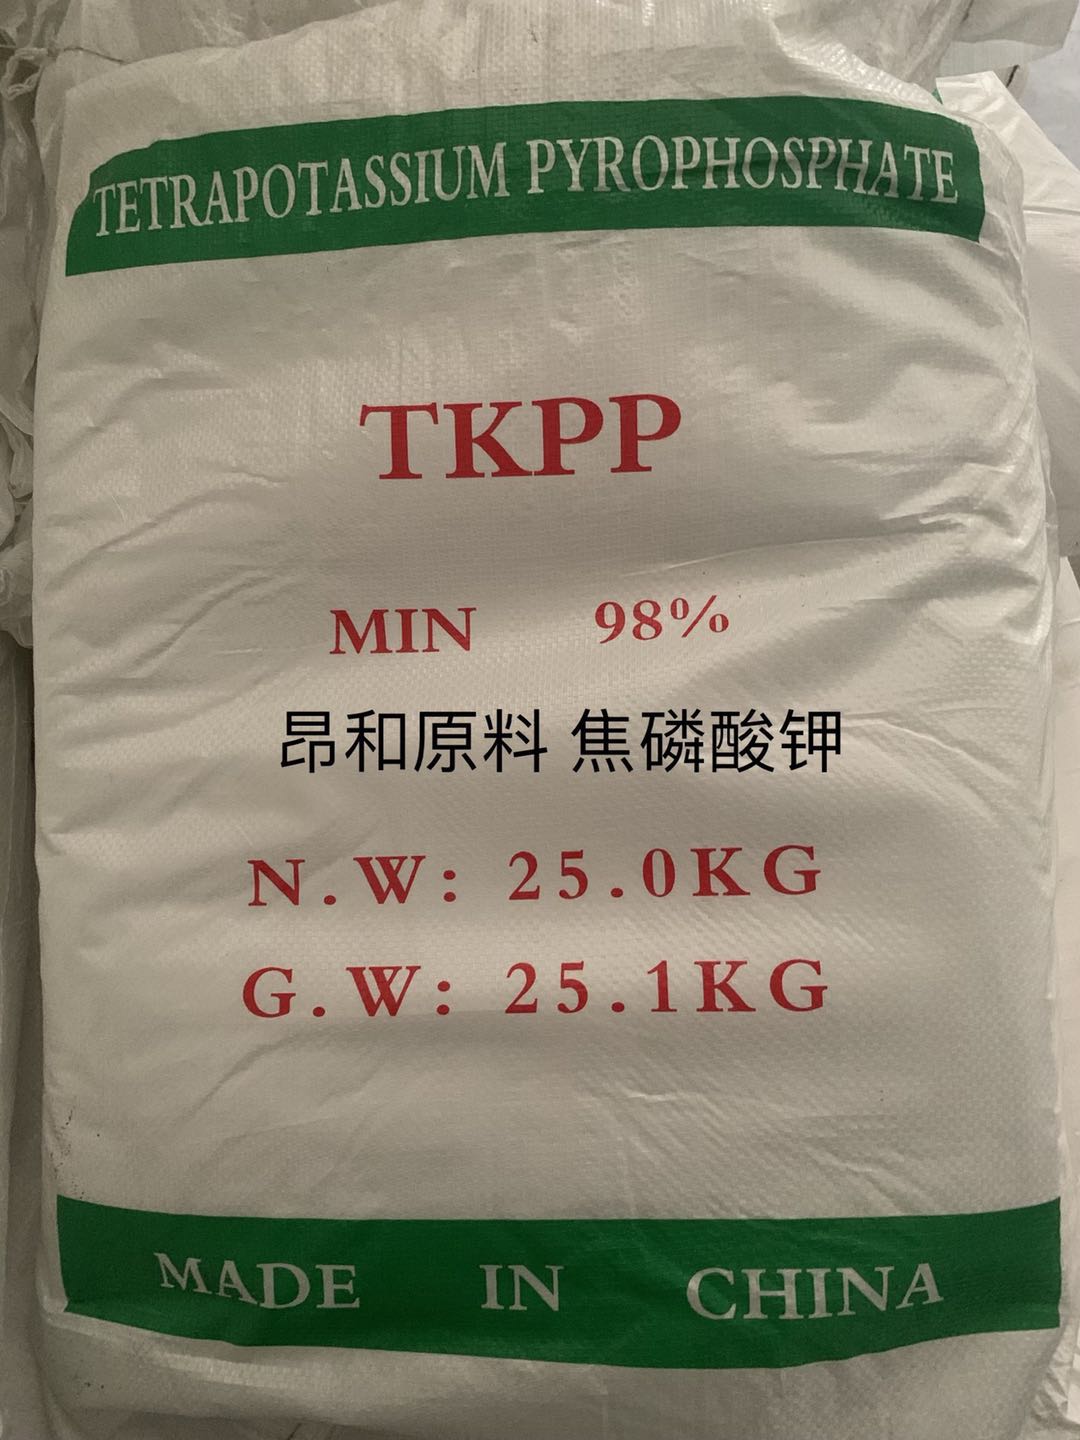 TETRAPOTASSIUM PYROPHOSPHATE
TKPP
MIN 98%
昂和原料 焦磷酸钾
N.W: 25.0KG
G.W: 25.1KG
MADE IN CHINA